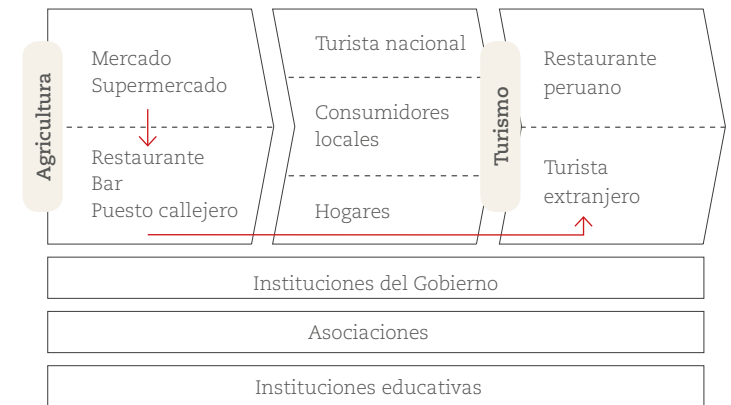 Agricultura
Mercado
Supermercado
Restaurante
Bar
Puesto callejero
Turista nacional
Consumidores
locales
Hogares
Turismo
Restaurante
peruano
Turista
extranjero
Instituciones del Gobierno
Asociaciones
Instituciones educativas